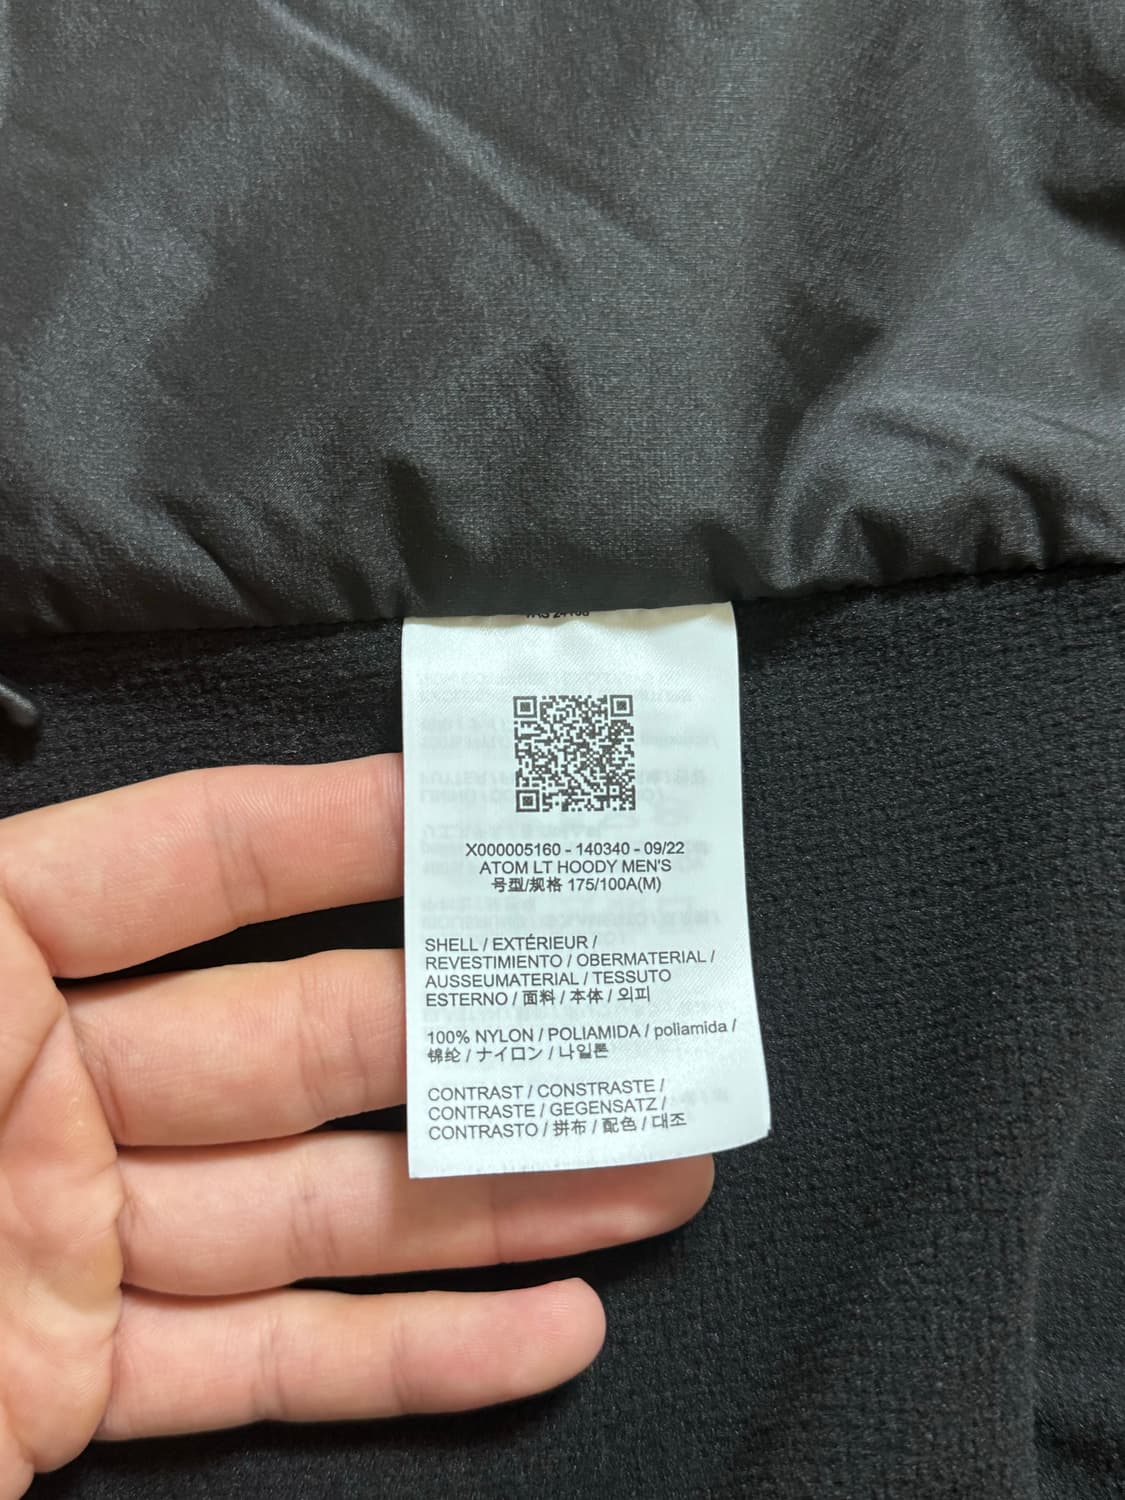 X000005160 - 140340 - 09/22
ATOM LT HOODY MEN'S
号型/规格 175/100A(M)
SHELL / EXTÉRIEUR /
REVESTIMIENTO / OBERMATERIAL /
AUSSEUMATERIAL / TESSUTO
ESTERNO / 面料 / 本体 / 외피
100% NYLON / POLIAMIDA / poliamida /
锦纶 / ナイロン / 나일론
CONTRAST / CONSTRASTE /
CONTRASTE / GEGENSATZ /
CONTRASTO / 拼布 / 配色 / 대조